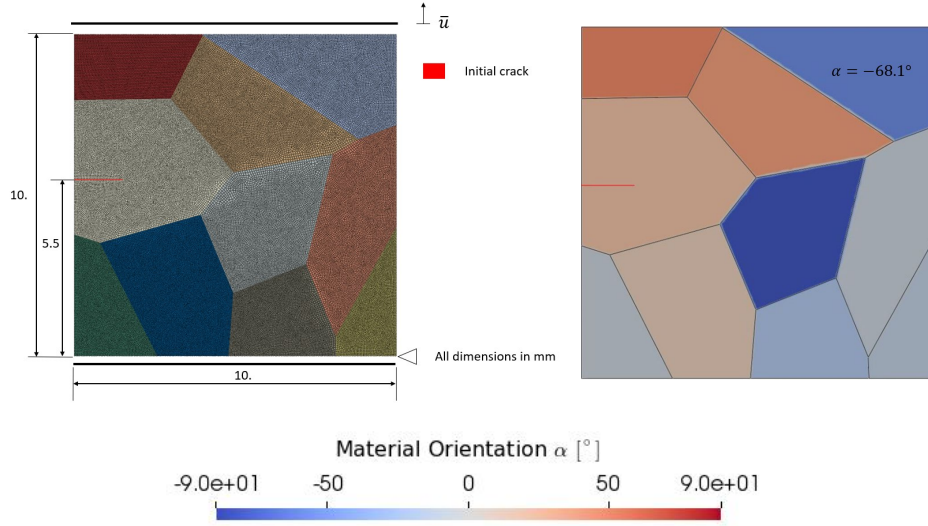 ū
Initial crack
α = −68.1°
10.
5.5
All dimensions in mm
10.
Material Orientation α [°]
-9.0e+01 -50 0 50 9.0e+01